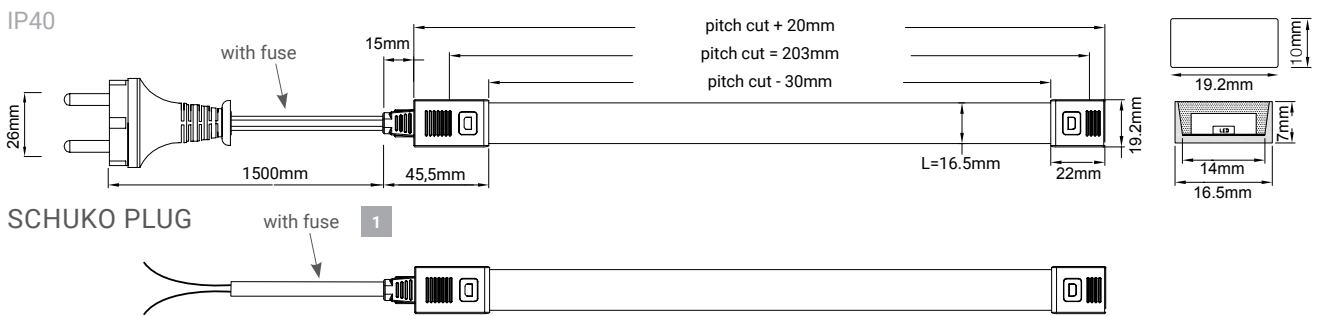 IP40
pitch cut + 20mm
15mm
pitch cut = 203mm
with fuse
pitch cut - 30mm
10mm
19.2mm
26mm
19.2mm
LED
7mm
L=16.5mm
14mm
1500mm
45,5mm
22mm
16.5mm
SCHUKO PLUG
with fuse
1